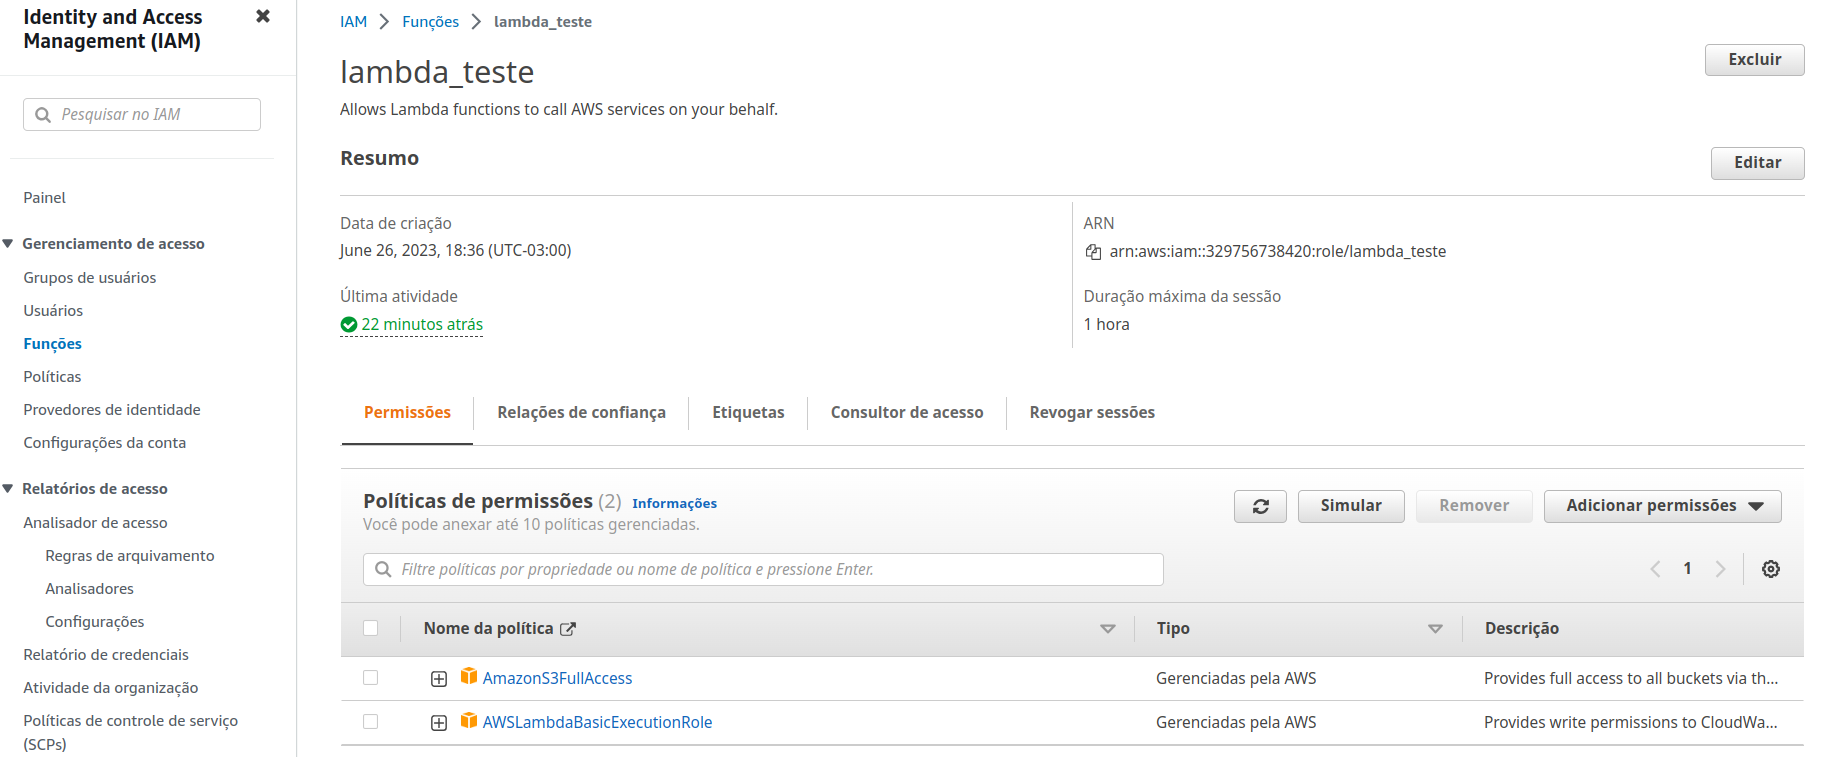 Identity and Access
Management (IAM)
Pesquisar no IAM
Painel
Gerenciamento de acesso
Grupos de usuários
Usuários
Funções
Políticas
Provedores de identidade
Configurações da conta
Relatórios de acesso
Analisador de acesso
Regras de arquivamento
Analisadores
Configurações
Relatório de credenciais
Atividade da organização
Políticas de controle de serviço
(SCPs)
IAM > Funções > lambda_teste
lambda_teste
Excluir
Allows Lambda functions to call AWS services on your behalf.
Resumo
Editar
Data de criação
June 26, 2023, 18:36 (UTC-03:00)
Última atividade
22 minutos atrás
ARN
arn:aws:iam::329756738420:role/lambda_teste
Duração máxima da sessão
1 hora
Permissões Relações de confiança Etiquetas Consultor de acesso Revogar sessões
Políticas de permissões (2) Informações
Você pode anexar até 10 políticas gerenciadas.
Simular Remover Adicionar permissões
Filtre políticas por propriedade ou nome de política e pressione Enter.
1
Nome da política Tipo Descrição
AmazonS3FullAccess Gerenciadas pela AWS Provides full access to all buckets via th...
AWSLambdaBasicExecutionRole Gerenciadas pela AWS Provides write permissions to CloudWa...